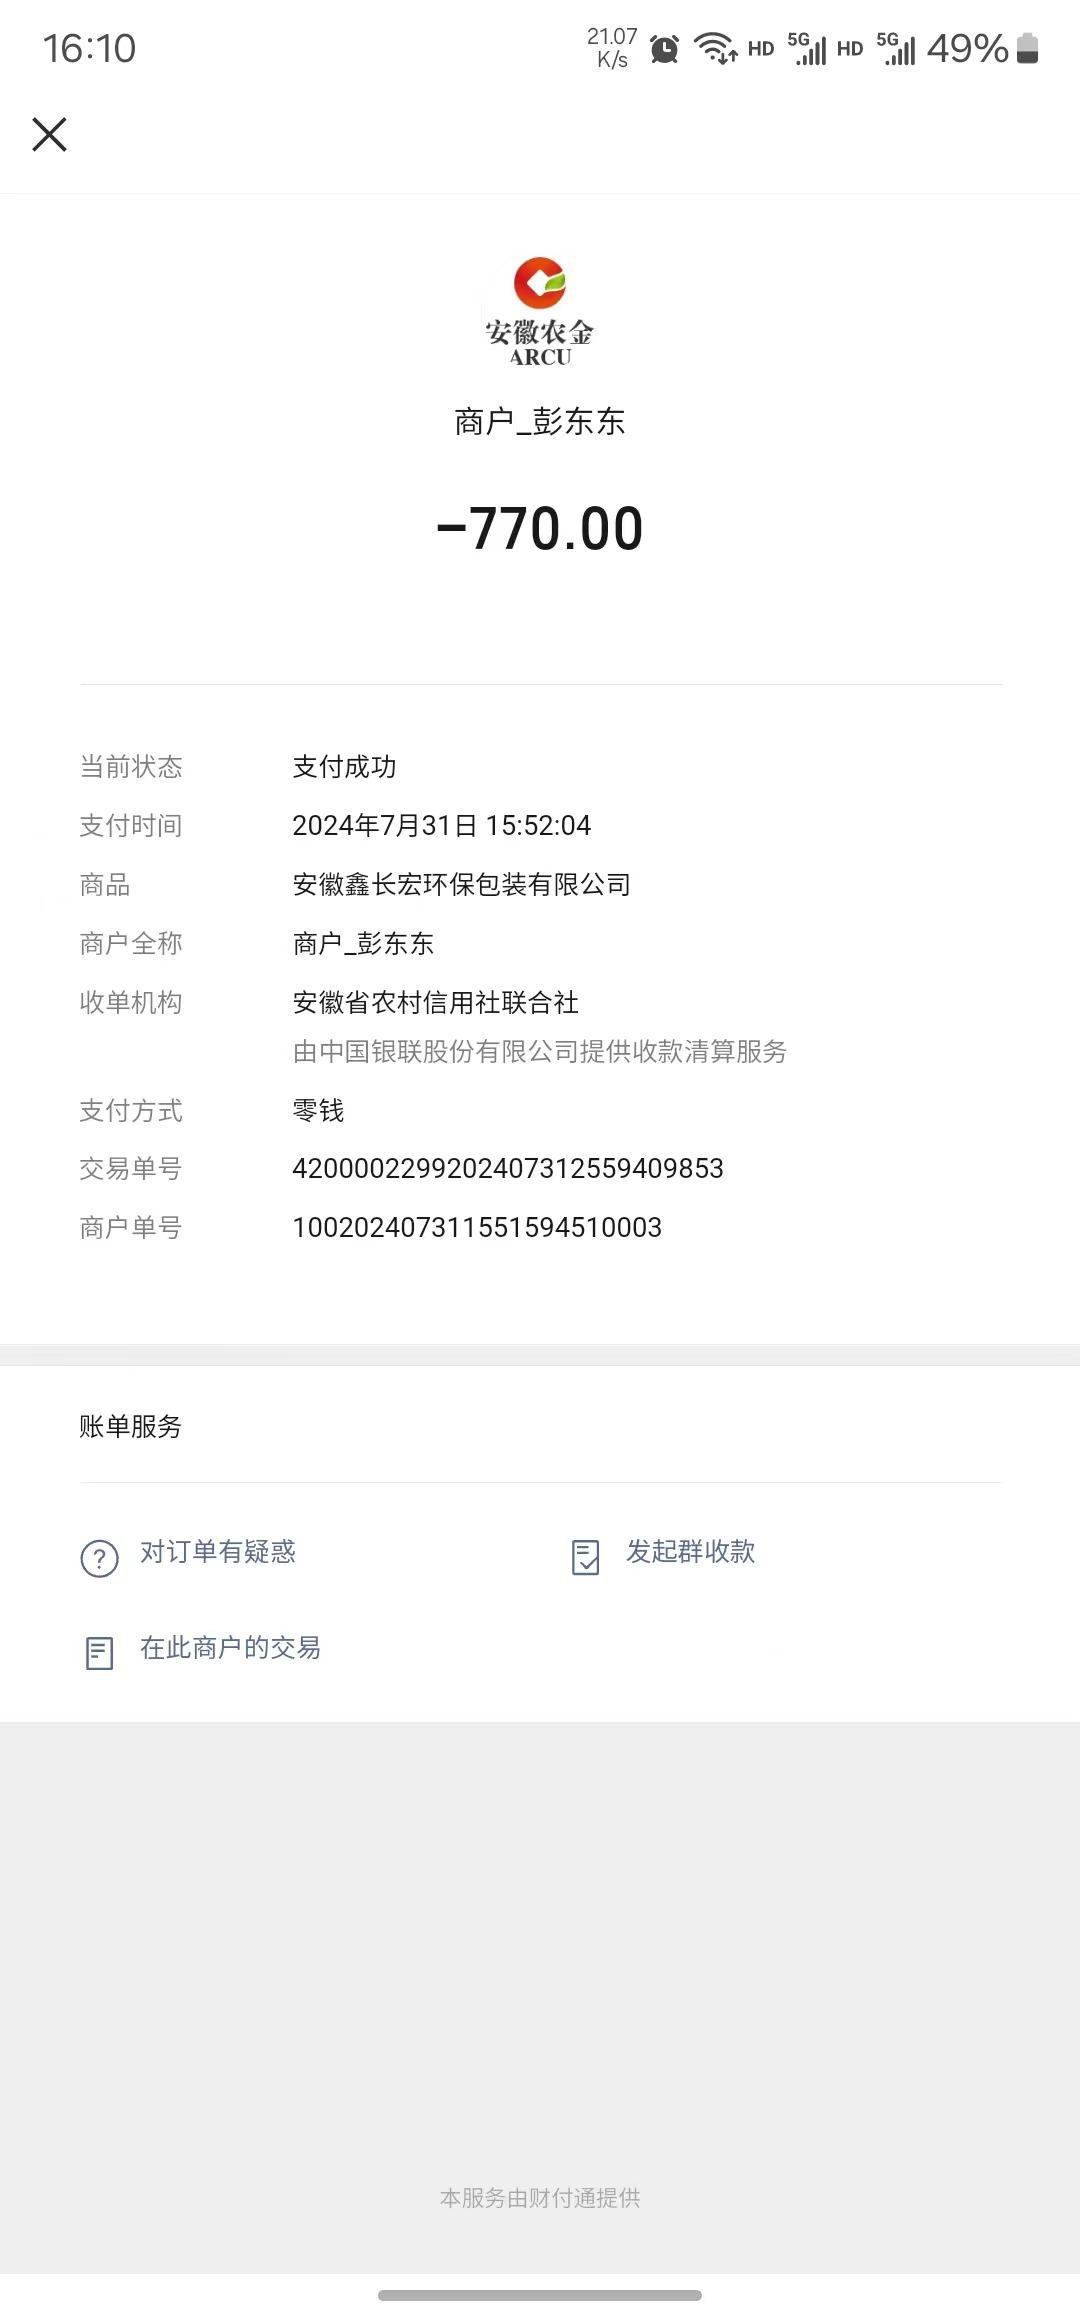 16:10
21.07
K/s
HD 5G HD 5G 49%
安徽农金
ARCU
商户_彭东东
-770.00
当前状态 支付成功
支付时间 2024年7月31日 15:52:04
商品 安徽鑫长宏环保包装有限公司
商户全称 商户_彭东东
收单机构 安徽省农村信用社联合社
由中国银联股份有限公司提供收款清算服务
支付方式 零钱
交易单号 4200002299202407312559409853
商户单号 100202407311551594510003
账单服务
对订单有疑惑 发起群收款
在此商户的交易
本服务由财付通提供